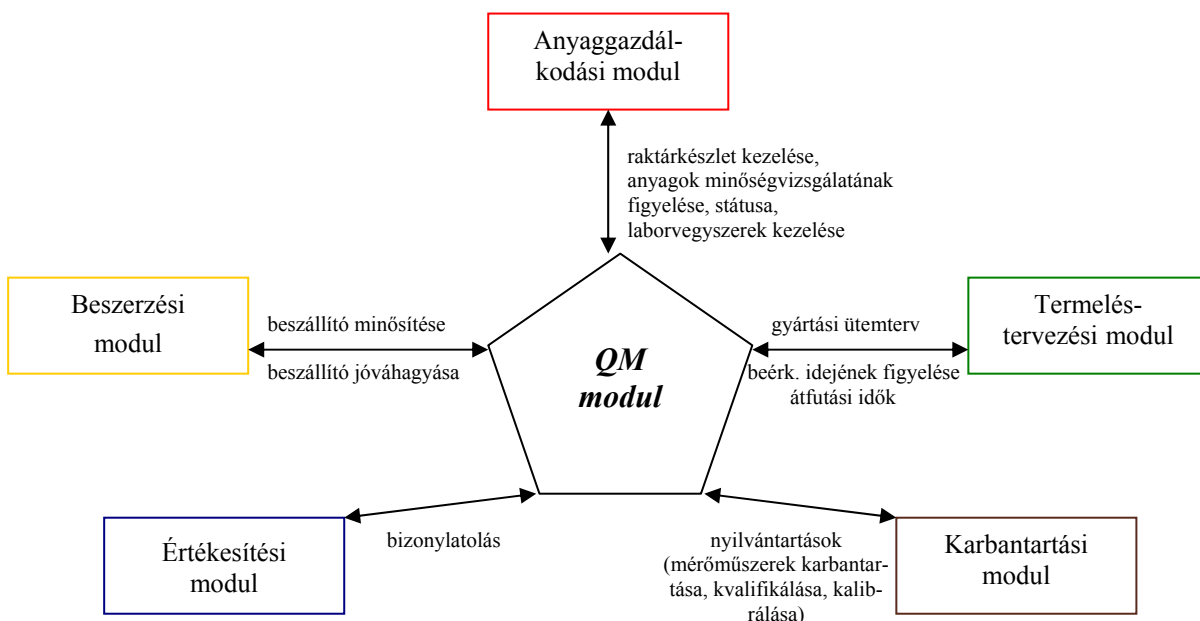 Anyaggazdál-
kodási modul
raktárkészlet kezelése,
anyagok minőségvizsgálatának
figyelése, státusa,
laborvegyszerek kezelése
Beszerzési
modul
beszállító minősítése
beszállító jóváhagyása
QM
modul
gyártási ütemterv
beérk. idejének figyelése
átfutási idők
Termelés-
tervezési modul
Értékesítési
modul
bizonylatolás
nyilvántartások
(mérőműszerek karbantar-
tása, kvalifikálása, kalib-
rálása)
Karbantartási
modul